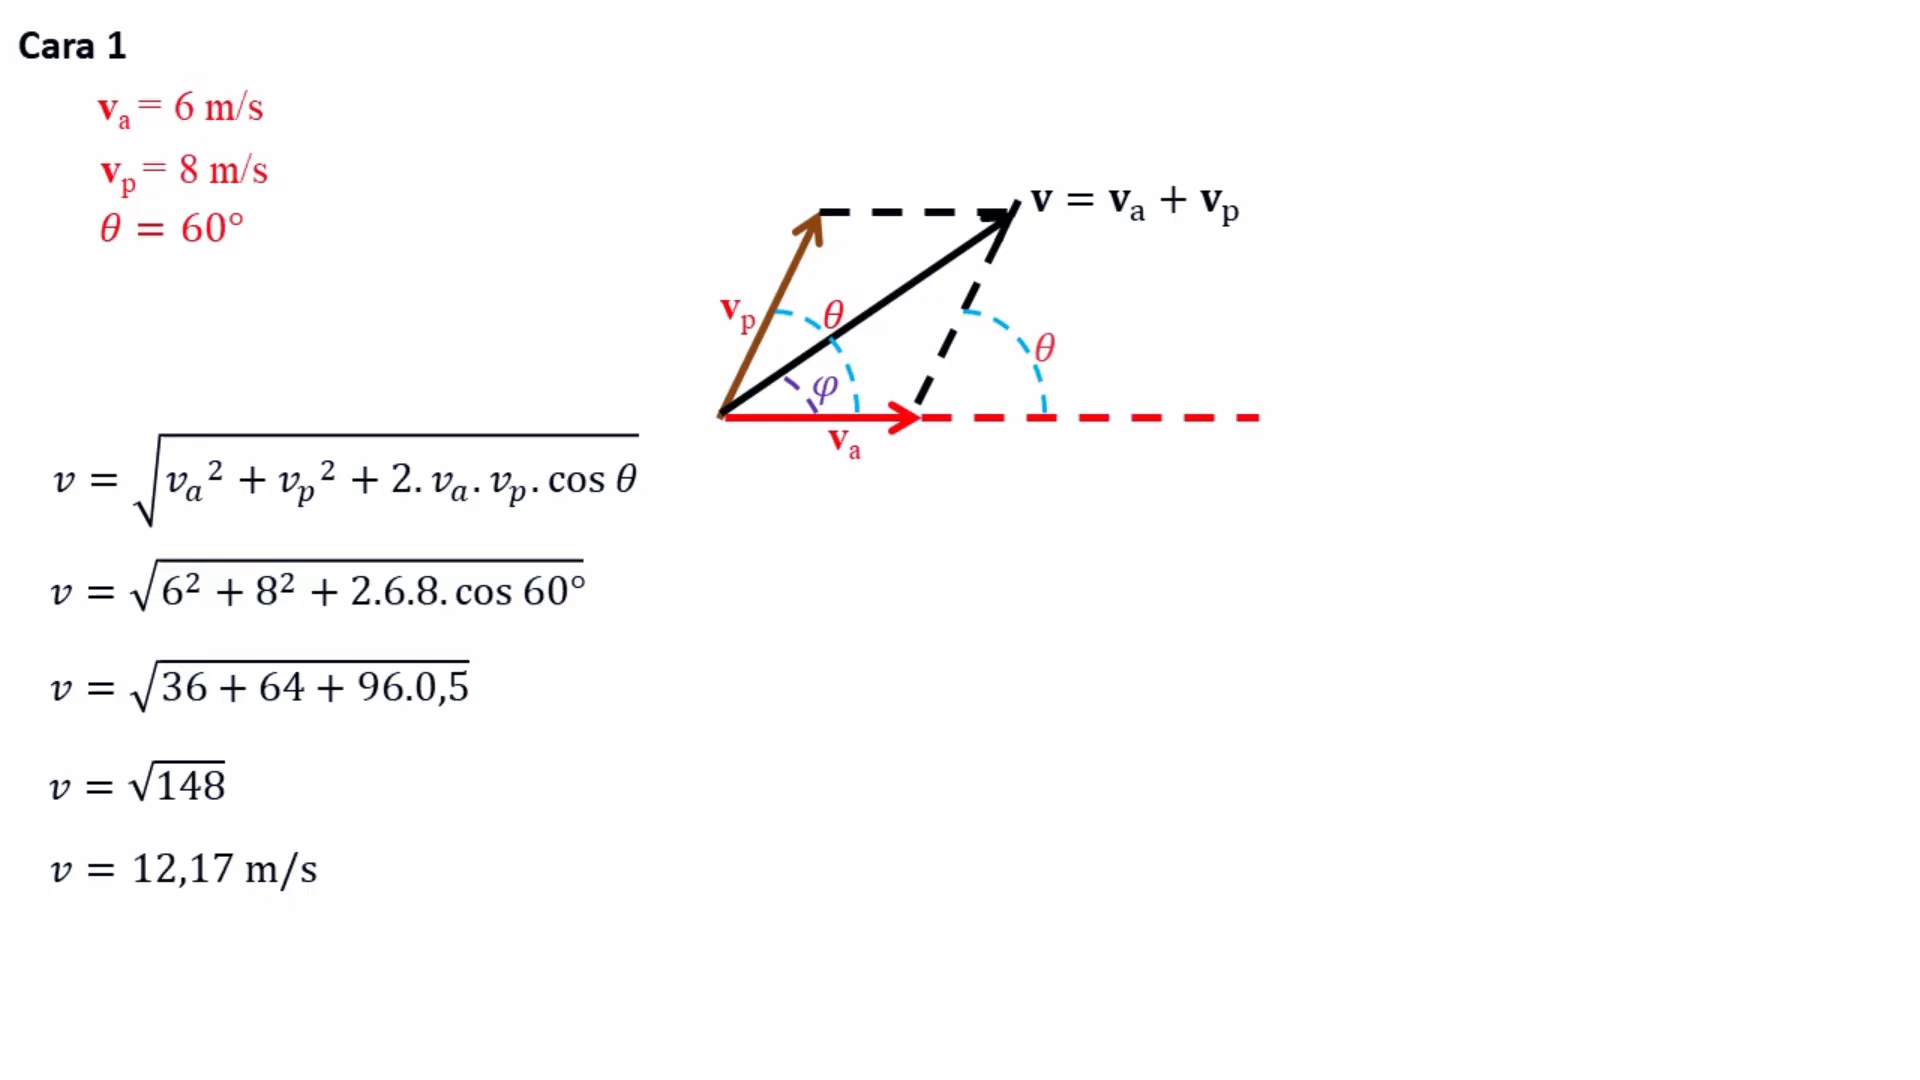 Cara 1
vₐ = 6 m/s
vₚ = 8 m/s
θ = 60°
v = vₐ + vₚ
vₚ
θ
θ
φ
vₐ
v = √(vₐ² + vₚ² + 2. vₐ. vₚ. cos θ)
v = √(6² + 8² + 2.6.8. cos 60°)
v = √(36 + 64 + 96.0,5)
v = √148
v = 12,17 m/s